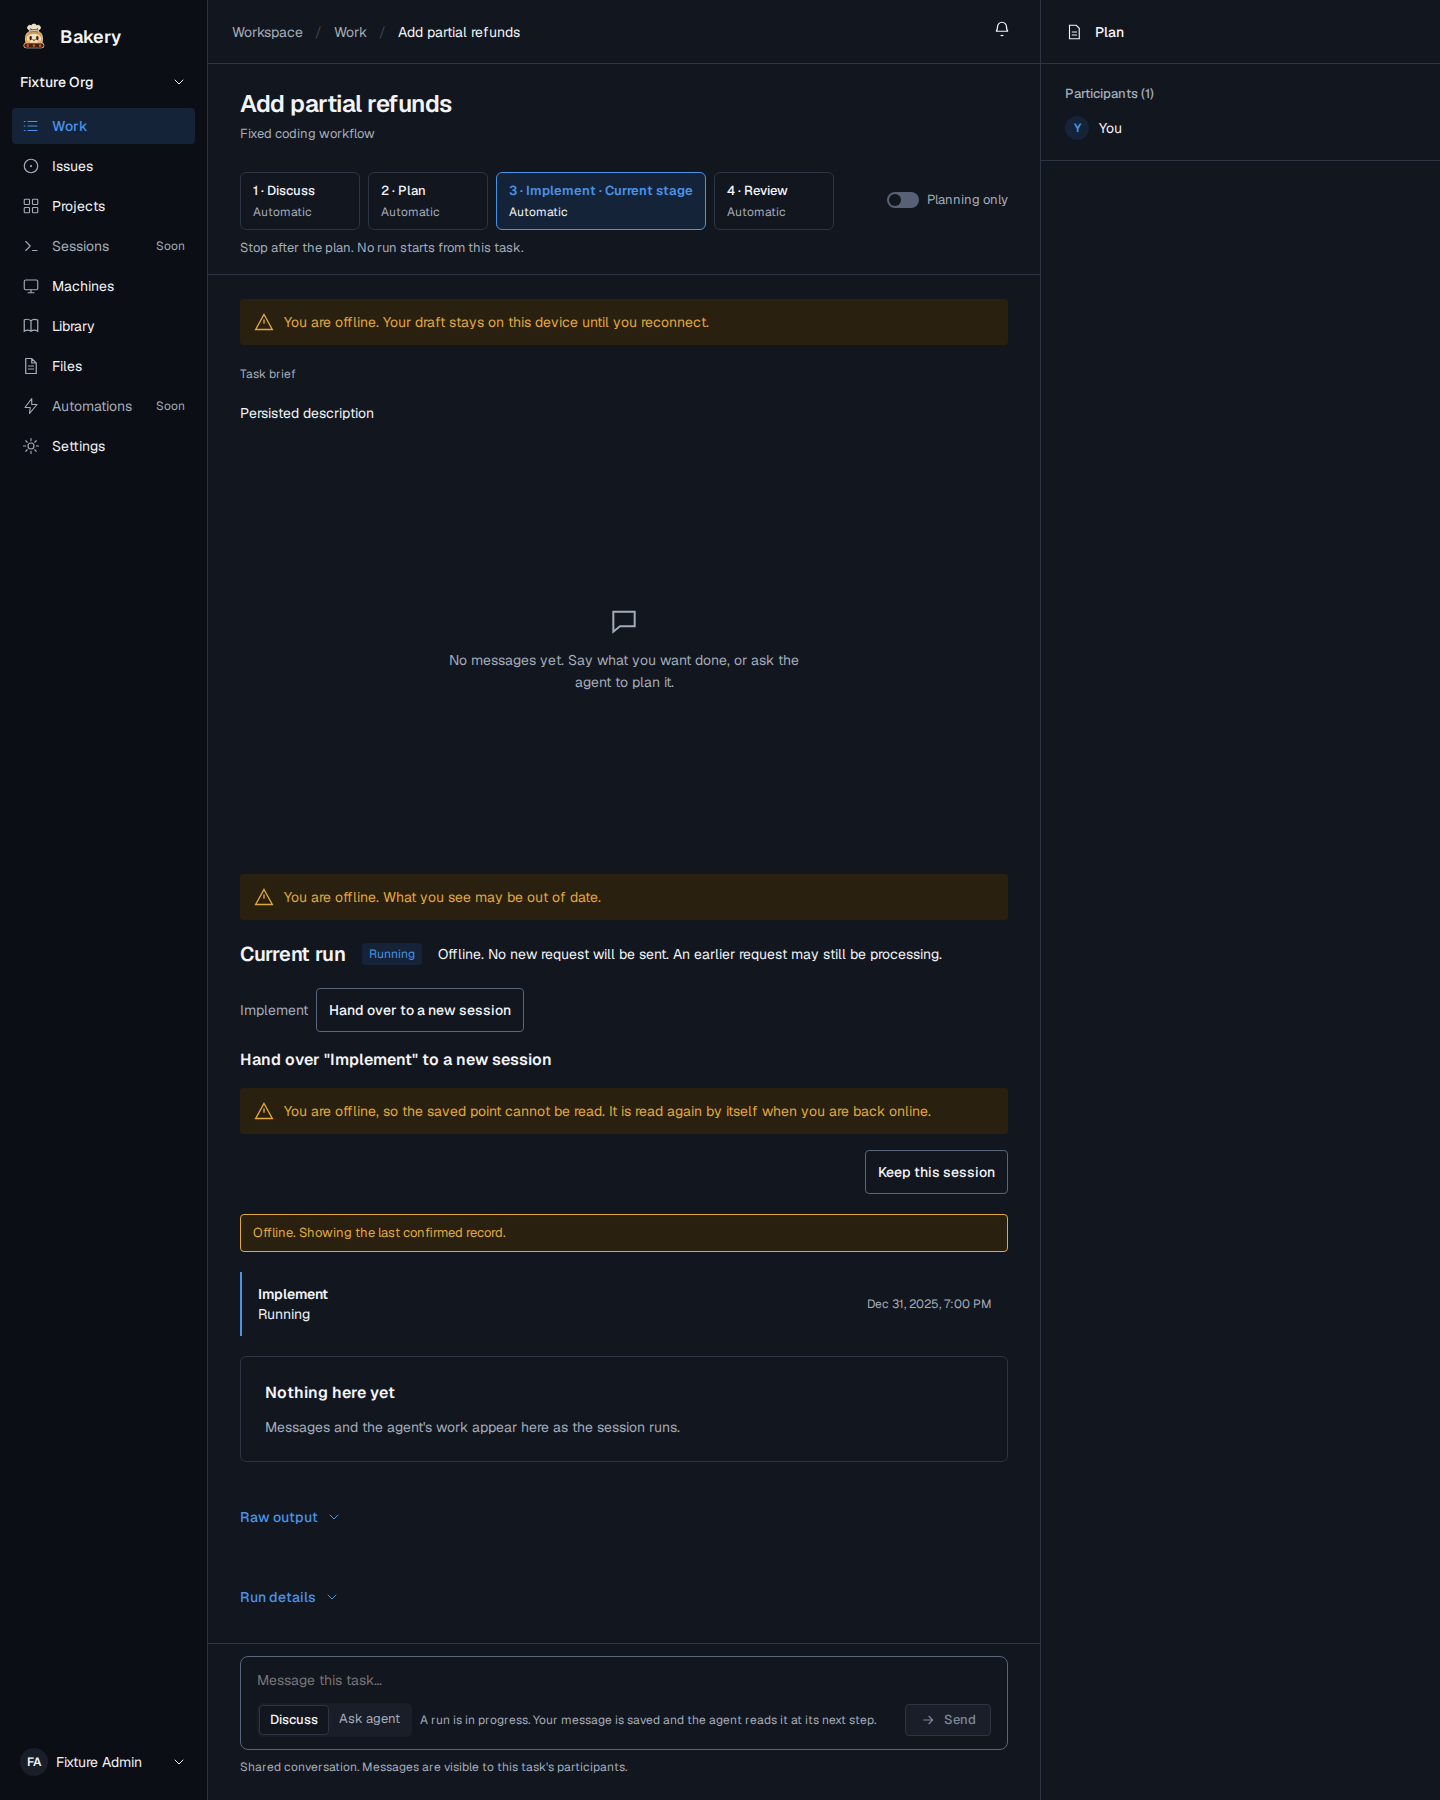 Bakery
Fixture Org
Work
Issues
Projects
Sessions Soon
Machines
Library
Files
Automations Soon
Settings
FA Fixture Admin
Workspace / Work / Add partial refunds
Add partial refunds
Fixed coding workflow
1 · Discuss
Automatic
2 · Plan
Automatic
3 · Implement · Current stage
Automatic
4 · Review
Automatic
Planning only
Stop after the plan. No run starts from this task.
You are offline. Your draft stays on this device until you reconnect.
Task brief
Persisted description
No messages yet. Say what you want done, or ask the
agent to plan it.
You are offline. What you see may be out of date.
Current run Running Offline. No new request will be sent. An earlier request may still be processing.
Implement Hand over to a new session
Hand over "Implement" to a new session
You are offline, so the saved point cannot be read. It is read again by itself when you are back online.
Keep this session
Offline. Showing the last confirmed record.
Implement
Running
Dec 31, 2025, 7:00 PM
Nothing here yet
Messages and the agent's work appear here as the session runs.
Raw output
Run details
Message this task...
Discuss Ask agent A run is in progress. Your message is saved and the agent reads it at its next step. Send
Shared conversation. Messages are visible to this task's participants.
Plan
Participants (1)
Y You